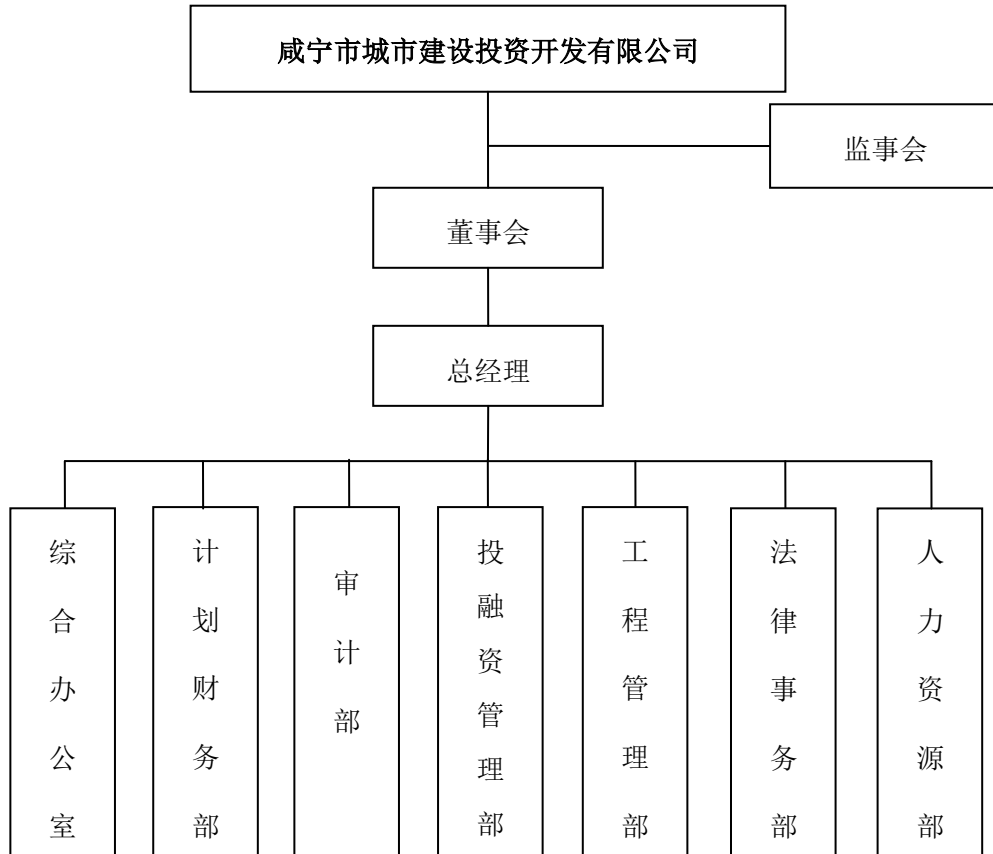 咸宁市城市建设投资开发有限公司
监事会
董事会
总经理
综合办公室
计划财务部
审计部
投融资管理部
工程管理部
法律事务部
人力资源部